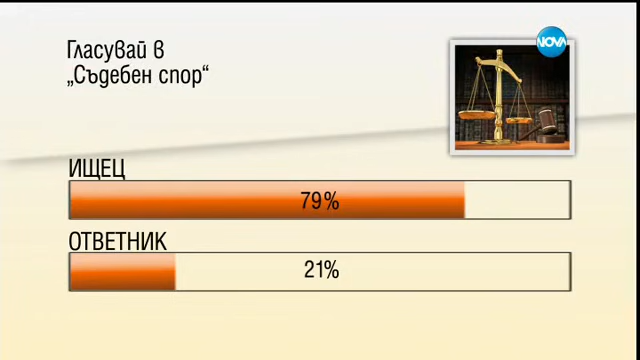 Гласувай в
„Съдебен спор“
NOVA
ИЩЕЦ
79%
ОТВЕТНИК
21%